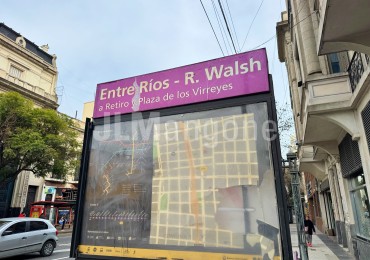 Entre Ríos - R. Walsh
a Retiro & Plaza de los Virreyes
JLMangone